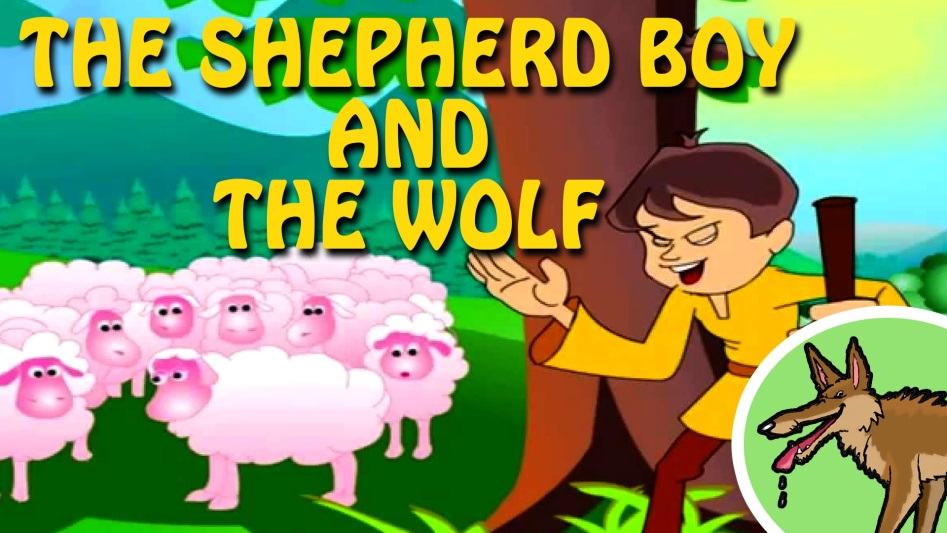 THE SHEPHERD BOY
AND
THE WOLF